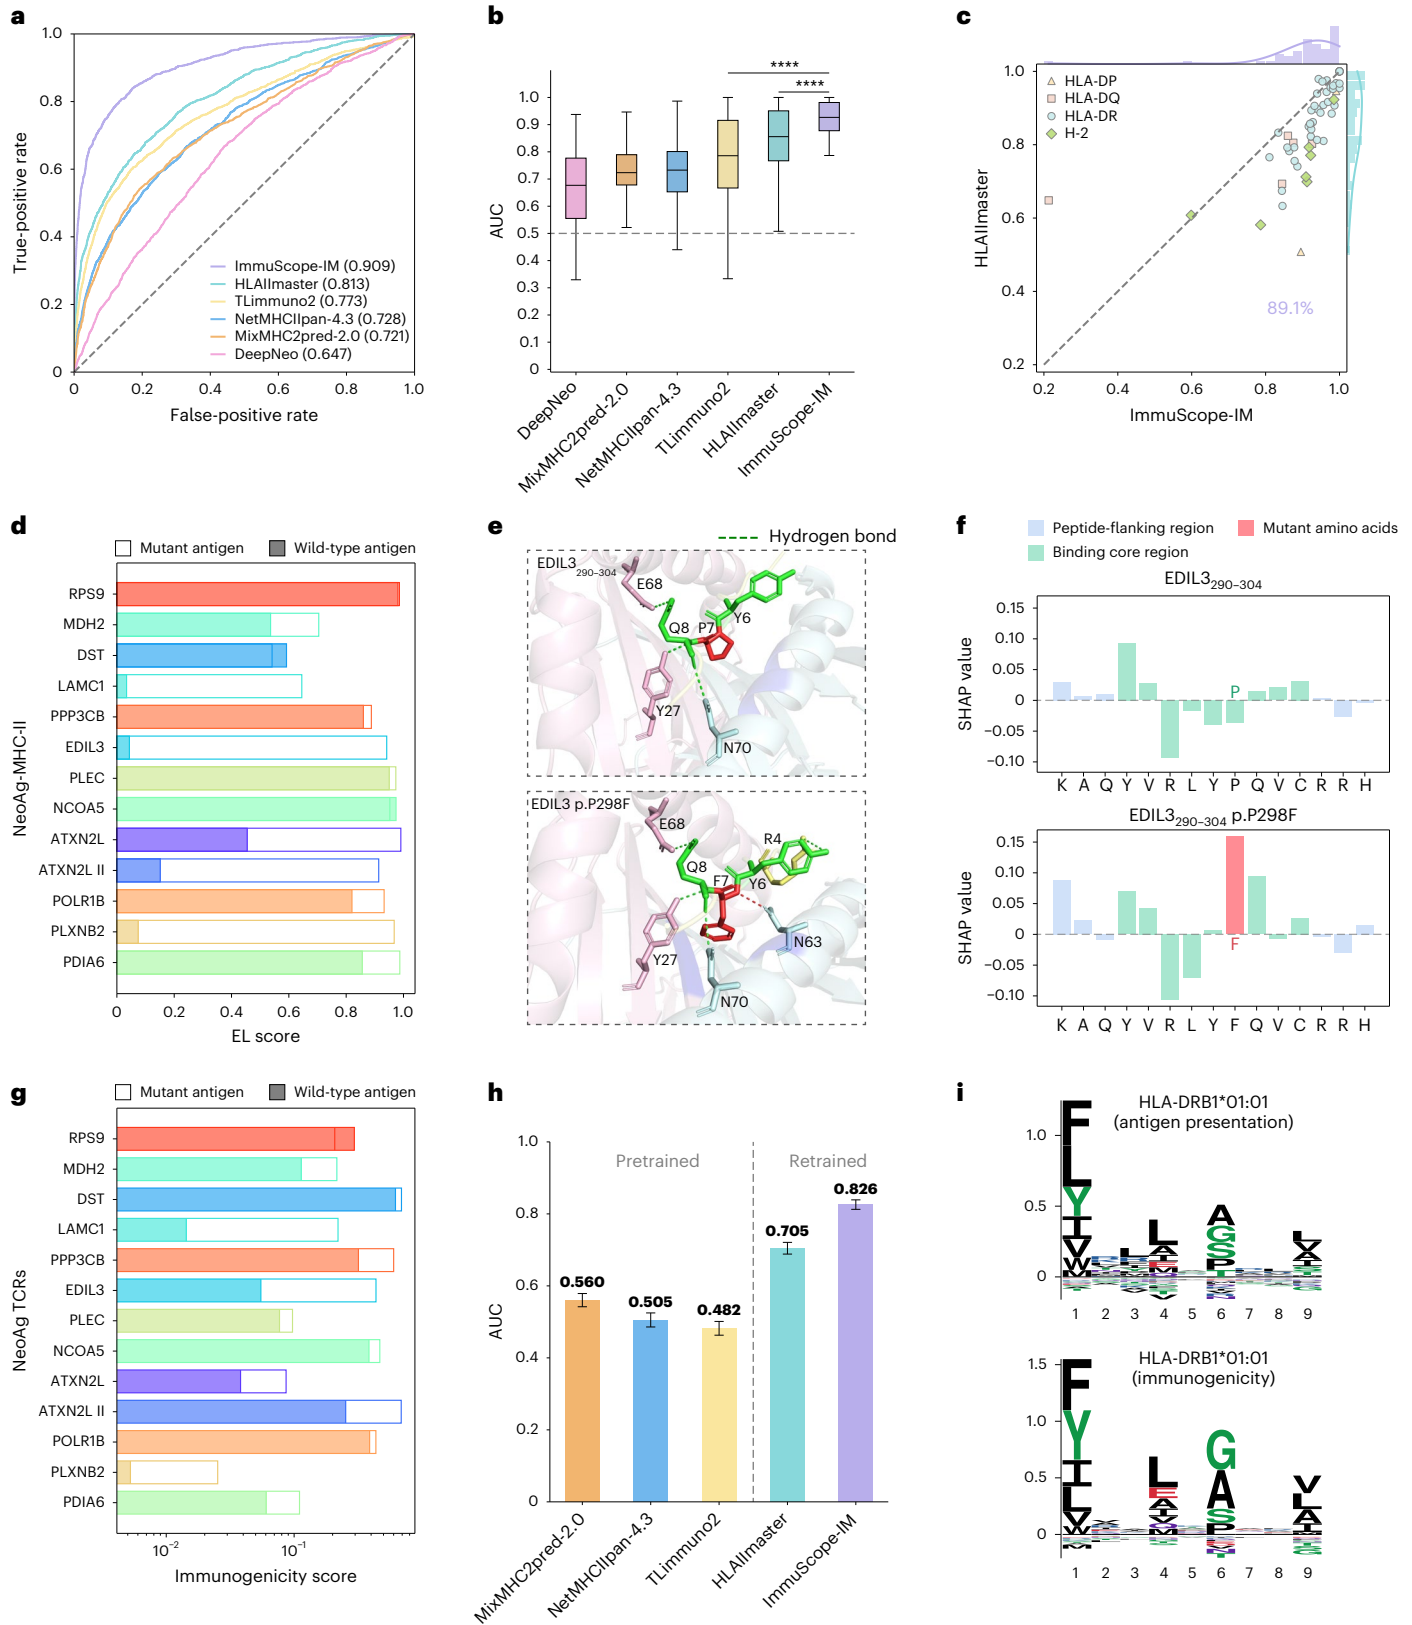 a
True-positive rate
1.0
0.8
0.6
0.4
0.2
0
0
0.2
0.4
0.6
0.8
1.0
False-positive rate
ImmuScope-IM (0.909)
HLAIImaster (0.813)
TLimmuno2 (0.773)
NetMHCIIpan-4.3 (0.728)
MixMHC2pred-2.0 (0.721)
DeepNeo (0.647)
b
AUC
1.0
0.9
0.8
0.7
0.6
0.5
0.4
0.3
0.2
0.1
0
****
****
DeepNeo
MixMHC2pred-2.0
NetMHCIIpan-4.3
TLimmuno2
HLAIImaster
ImmuScope-IM
c
HLAIImaster
1.0
0.8
0.6
0.4
0.2
HLA-DP
HLA-DQ
HLA-DR
H-2
89.1%
0.2
0.4
0.6
0.8
1.0
ImmuScope-IM
d
Mutant antigen
Wild-type antigen
NeoAg-MHC-II
RPS9
MDH2
DST
LAMC1
PPP3CB
EDIL3
PLEC
NCOA5
ATXN2L
ATXN2L II
POLR1B
PLXNB2
PDIA6
0
0.2
0.4
0.6
0.8
1.0
EL score
e
Hydrogen bond
EDIL3290–304
E68
Q8
P7
Y6
Y27
N70
EDIL3 p.P298F
E68
R4
Q8
F7
Y6
N63
Y27
N70
f
Peptide-flanking region
Mutant amino acids
Binding core region
EDIL3290–304
SHAP value
0.15
0.10
0.05
0
−0.05
−0.10
P
K A Q Y V R L Y P Q V C R R H
EDIL3290–304 p.P298F
SHAP value
0.15
0.10
0.05
0
−0.05
−0.10
F
K A Q Y V R L Y F Q V C R R H
g
Mutant antigen
Wild-type antigen
NeoAg TCRs
RPS9
MDH2
DST
LAMC1
PPP3CB
EDIL3
PLEC
NCOA5
ATXN2L
ATXN2L II
POLR1B
PLXNB2
PDIA6
10−2
10−1
Immunogenicity score
h
AUC
1.0
0.8
0.6
0.4
0.2
0
Pretrained
Retrained
0.560
0.505
0.482
0.705
0.826
MixMHC2pred-2.0
NetMHCIIpan-4.3
TLimmuno2
HLAIImaster
ImmuScope-IM
i
HLA-DRB1*01:01
(antigen presentation)
1.0
0.5
0
1 2 3 4 5 6 7 8 9
HLA-DRB1*01:01
(immunogenicity)
1.5
1.0
0.5
0
1 2 3 4 5 6 7 8 9